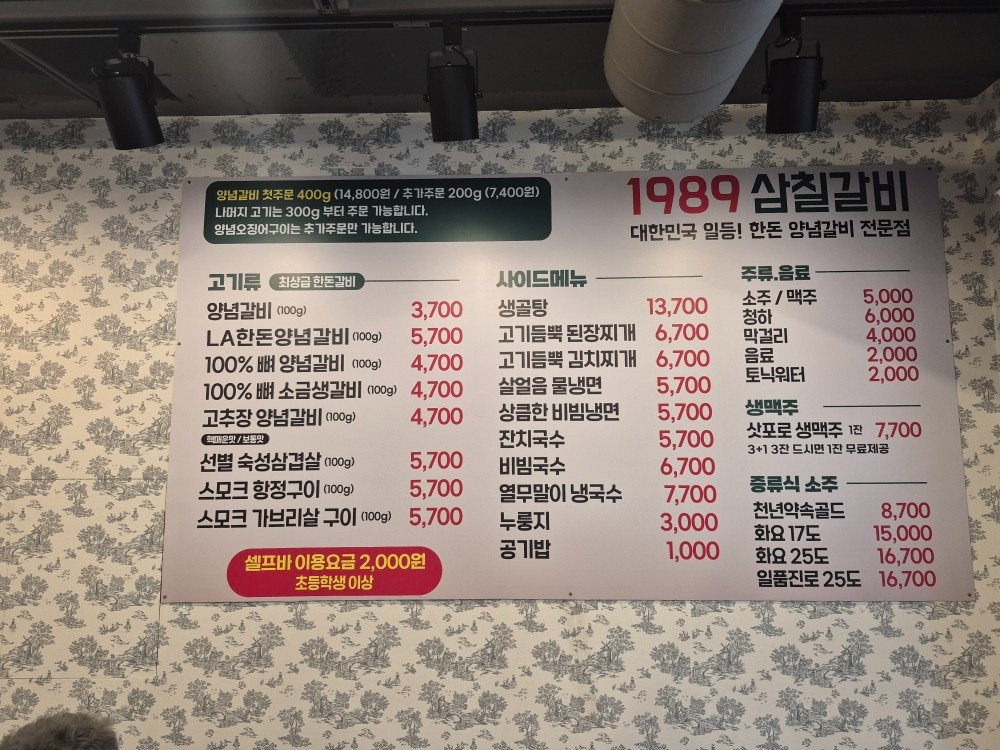 양념갈비 첫주문 400g (14,800원 / 추가주문 200g (7,400원)
나머지 고기는 300g 부터 주문 가능합니다.
양념오징어구이는 추가주문만 가능합니다.
1989 삼칠갈비
대한민국 일등! 한돈 양념갈비 전문점
고기류 최상급 한돈갈비
양념갈비 (100g) 3,700
LA한돈양념갈비 (100g) 5,700
100% 뼈 양념갈비 (100g) 4,700
100% 뼈 소금생갈비 (100g) 4,700
고추장 양념갈비 (100g) 4,700
핵매운맛 / 보통맛
선별 숙성삼겹살 (100g) 5,700
스모크 항정구이 (100g) 5,700
스모크 가브리살 구이 (100g) 5,700
셀프바 이용요금 2,000원
초등학생 이상
사이드메뉴
생골탕 13,700
고기듬뿍 된장찌개 6,700
고기듬뿍 김치찌개 6,700
살얼음 물냉면 5,700
상큼한 비빔냉면 5,700
잔치국수 5,700
비빔국수 6,700
열무말이 냉국수 7,700
누룽지 3,000
공기밥 1,000
주류.음료
소주 / 맥주 5,000
청하 6,000
막걸리 4,000
음료 2,000
토닉워터 2,000
생맥주
삿포로 생맥주 1잔 7,700
3+1 3잔 드시면 1잔 무료제공
증류식 소주
천년약속골드 8,700
화요 17도 15,000
화요 25도 16,700
일품진로 25도 16,700